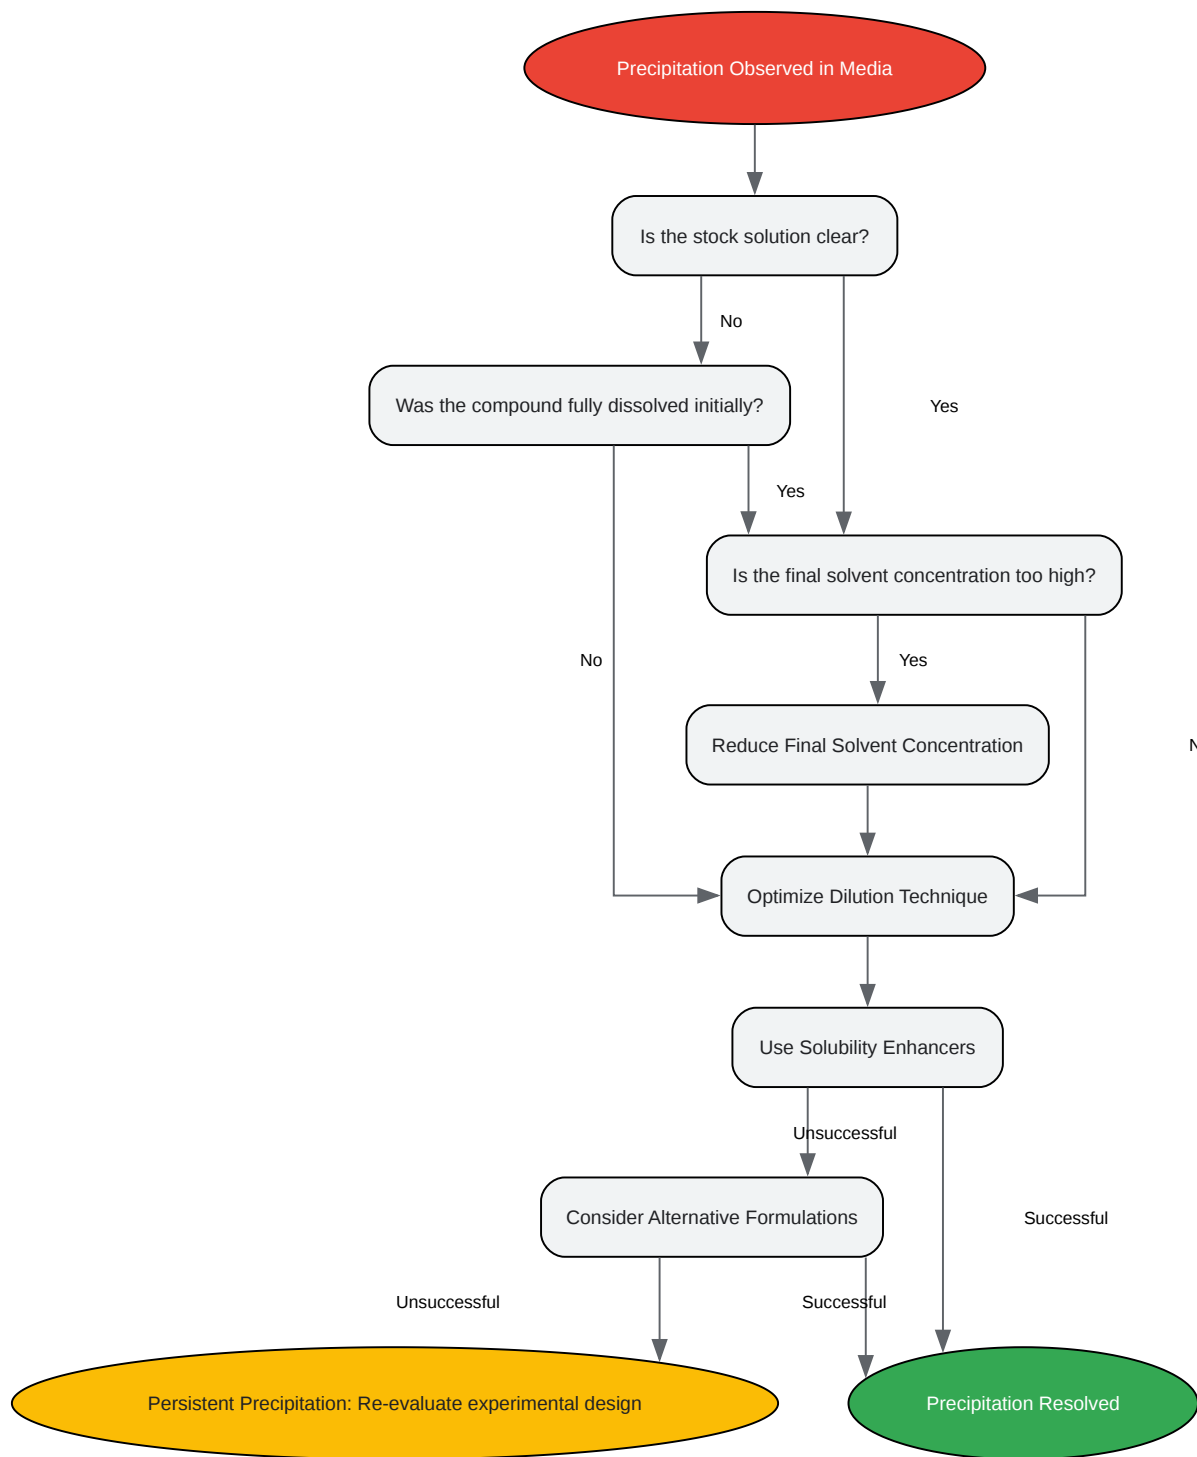 Precipitation Observed in Media
Is the stock solution clear?
No
Was the compound fully dissolved initially?
Yes
Yes
Is the final solvent concentration too high?
No
Yes
Reduce Final Solvent Concentration
N
Optimize Dilution Technique
Use Solubility Enhancers
Unsuccessful
Consider Alternative Formulations
Successful
Unsuccessful
Successful
Persistent Precipitation: Re-evaluate experimental design
Precipitation Resolved